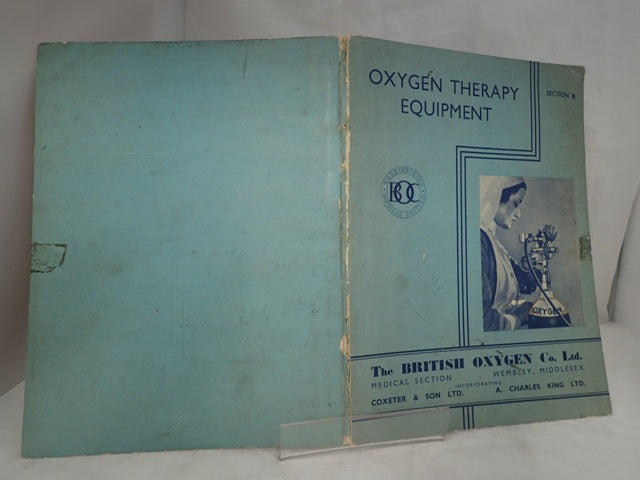 OXYGEN THERAPY
EQUIPMENT
SECTION B
BOC
OXYGEN
The BRITISH OXYGEN Co. Ltd.
MEDICAL SECTION WEMBLEY, MIDDLESEX
INCORPORATING
COXETER & SON LTD. A. CHARLES KING LTD.